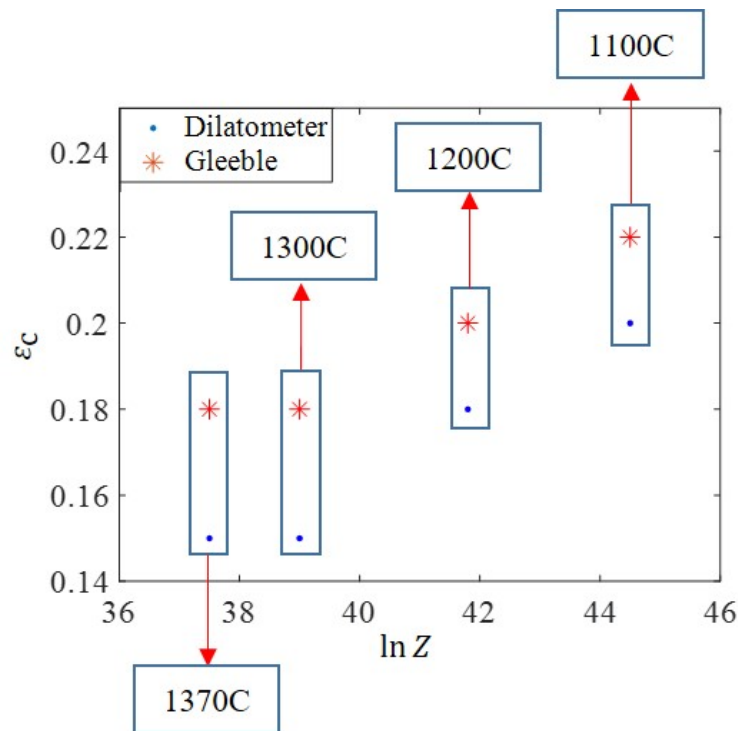 1100C
Dilatometer
Gleeble
1200C
1300C
0.24
0.22
0.2
0.18
0.16
0.14
εc
36 38 40 42 44 46
ln Z
1370C